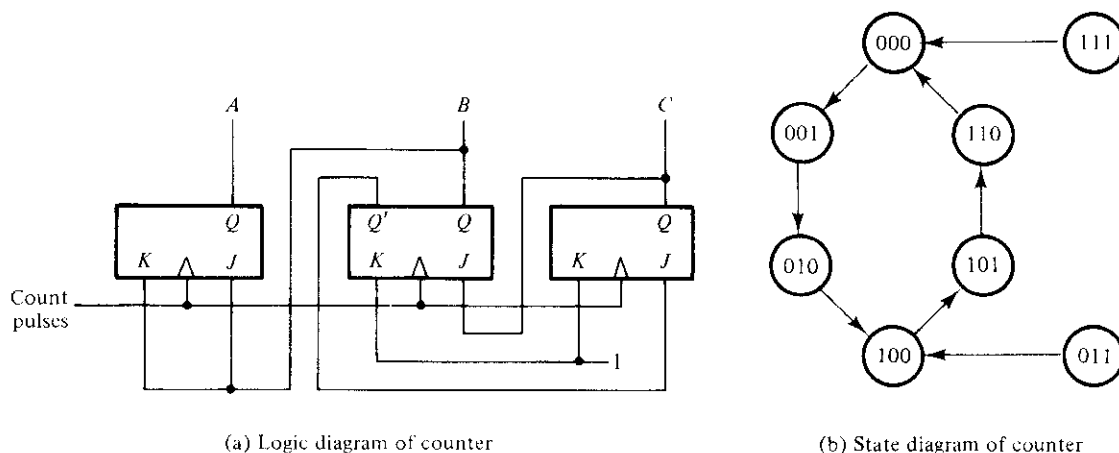 A B C
Q Q' Q Q
K J K J K J
Count
pulses
1
(a) Logic diagram of counter
000 111
001 110
010 101
100 011
(b) State diagram of counter